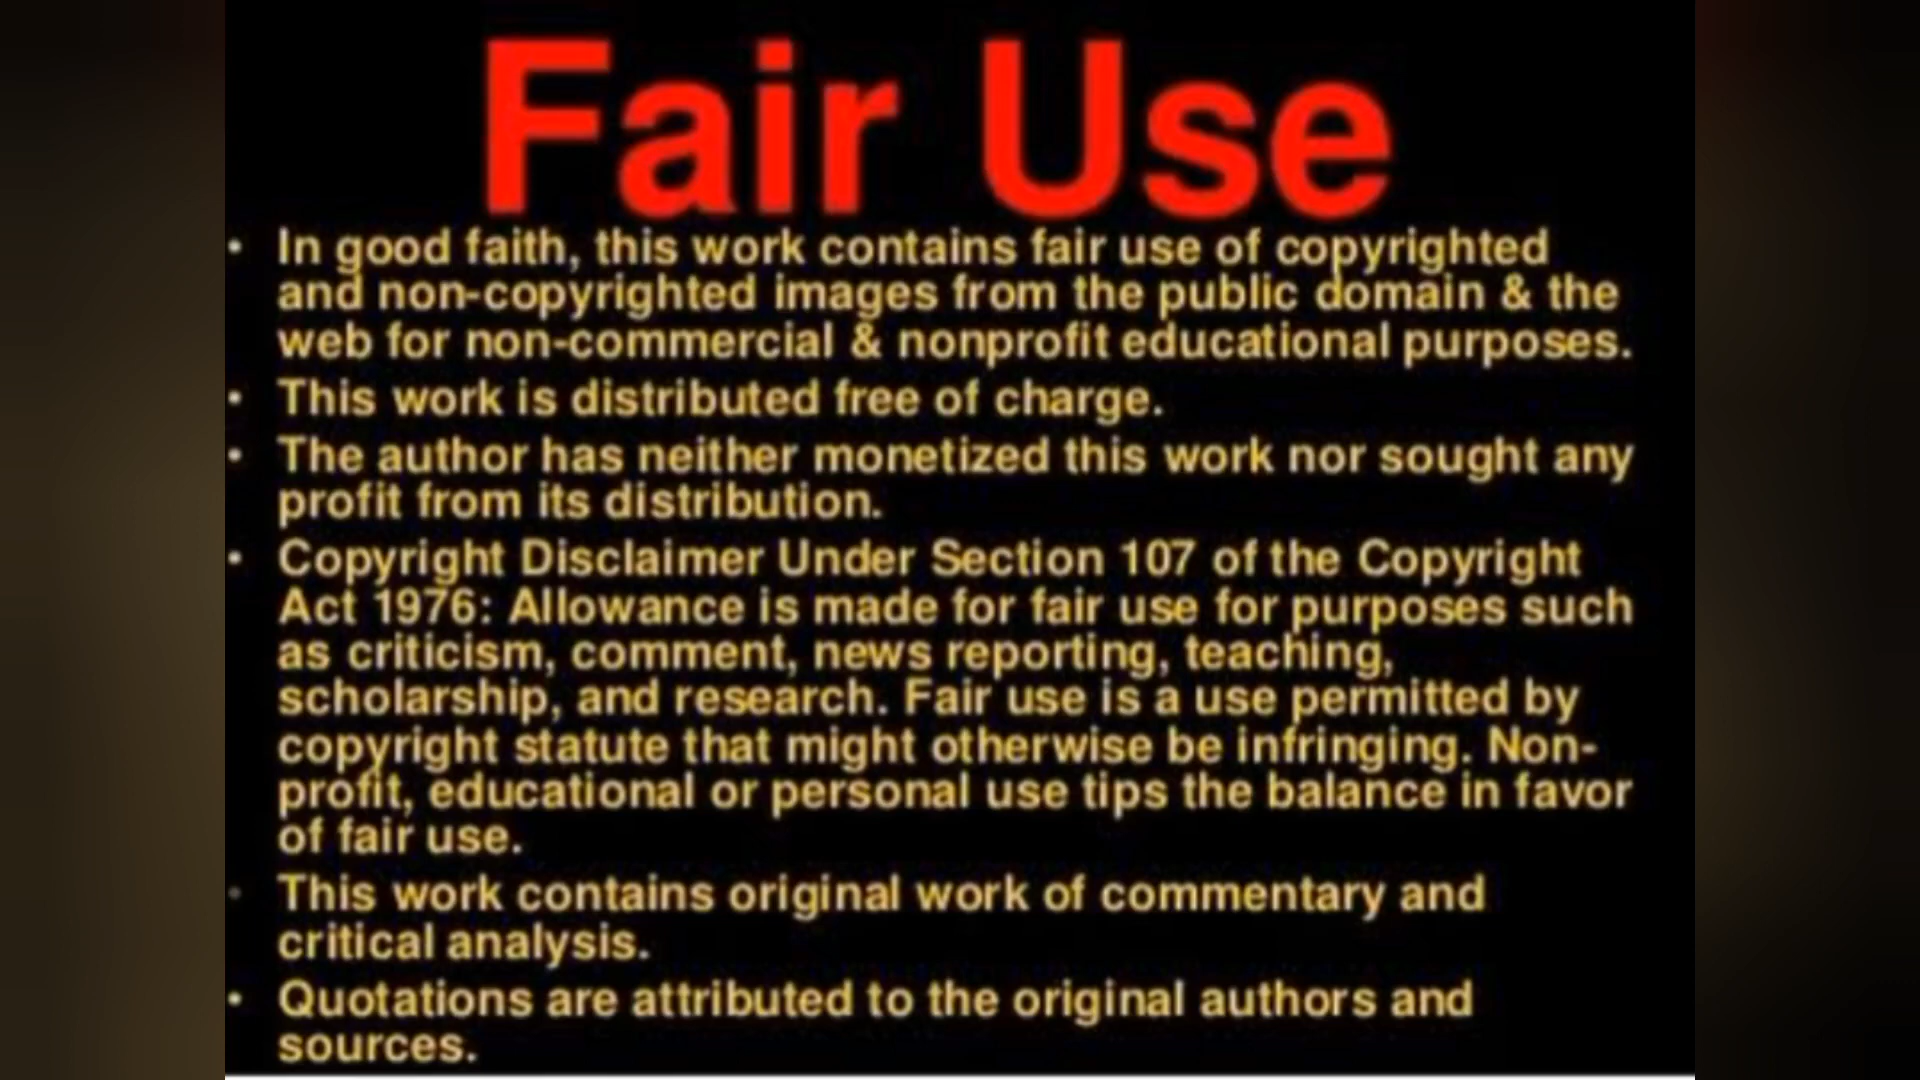 Fair Use
• In good faith, this work contains fair use of copyrighted
and non-copyrighted images from the public domain & the
web for non-commercial & nonprofit educational purposes.
• This work is distributed free of charge.
• The author has neither monetized this work nor sought any
profit from its distribution.
• Copyright Disclaimer Under Section 107 of the Copyright
Act 1976: Allowance is made for fair use for purposes such
as criticism, comment, news reporting, teaching,
scholarship, and research. Fair use is a use permitted by
copyright statute that might otherwise be infringing. Non-
profit, educational or personal use tips the balance in favor
of fair use.
• This work contains original work of commentary and
critical analysis.
• Quotations are attributed to the original authors and
sources.